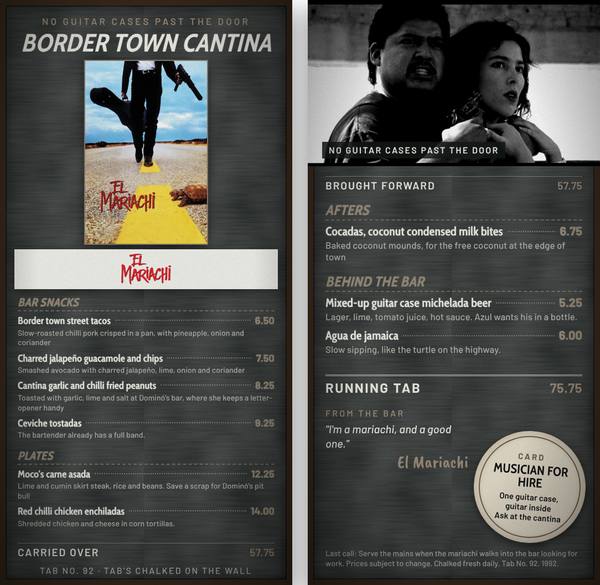 NO GUITAR CASES PAST THE DOOR
BORDER TOWN CANTINA
EL
MARIACHI
EL
MARIACHI
BAR SNACKS
Border town street tacos 6.50
Slow-roasted chilli pork crisped in a pan, with pineapple, onion and
coriander
Charred jalapeño guacamole and chips 7.50
Smashed avocado with charred jalapeño, lime, onion and coriander
Cantina garlic and chilli fried peanuts 8.25
Toasted with garlic, lime and salt at Dominó's bar, where she keeps a letter-
opener handy
Ceviche tostadas 9.25
The bartender already has a full band.
PLATES
Moco's carne asada 12.25
Lime and cumin skirt steak, rice and beans. Save a scrap for Dominó's pit
bull
Red chilli chicken enchiladas 14.00
Shredded chicken and cheese in corn tortillas.
CARRIED OVER 57.75
TAB NO. 92 · TAB'S CHALKED ON THE WALL
NO GUITAR CASES PAST THE DOOR
BROUGHT FORWARD 57.75
AFTERS
Cocadas, coconut condensed milk bites 6.75
Baked coconut mounds, for the free coconut at the edge of
town
BEHIND THE BAR
Mixed-up guitar case michelada beer 5.25
Lager, lime, tomato juice, hot sauce. Azul wants his in a bottle.
Agua de jamaica 6.00
Slow sipping, like the turtle on the highway.
RUNNING TAB 75.75
FROM THE BAR
"I'm a mariachi, and a good
one."
El Mariachi
CARD
MUSICIAN FOR
HIRE
One guitar case,
guitar inside
Ask at the cantina
Last call: Serve the mains when the mariachi walks into the bar looking for
work. Prices subject to change. Chalked fresh daily. Tab No. 92. 1992.